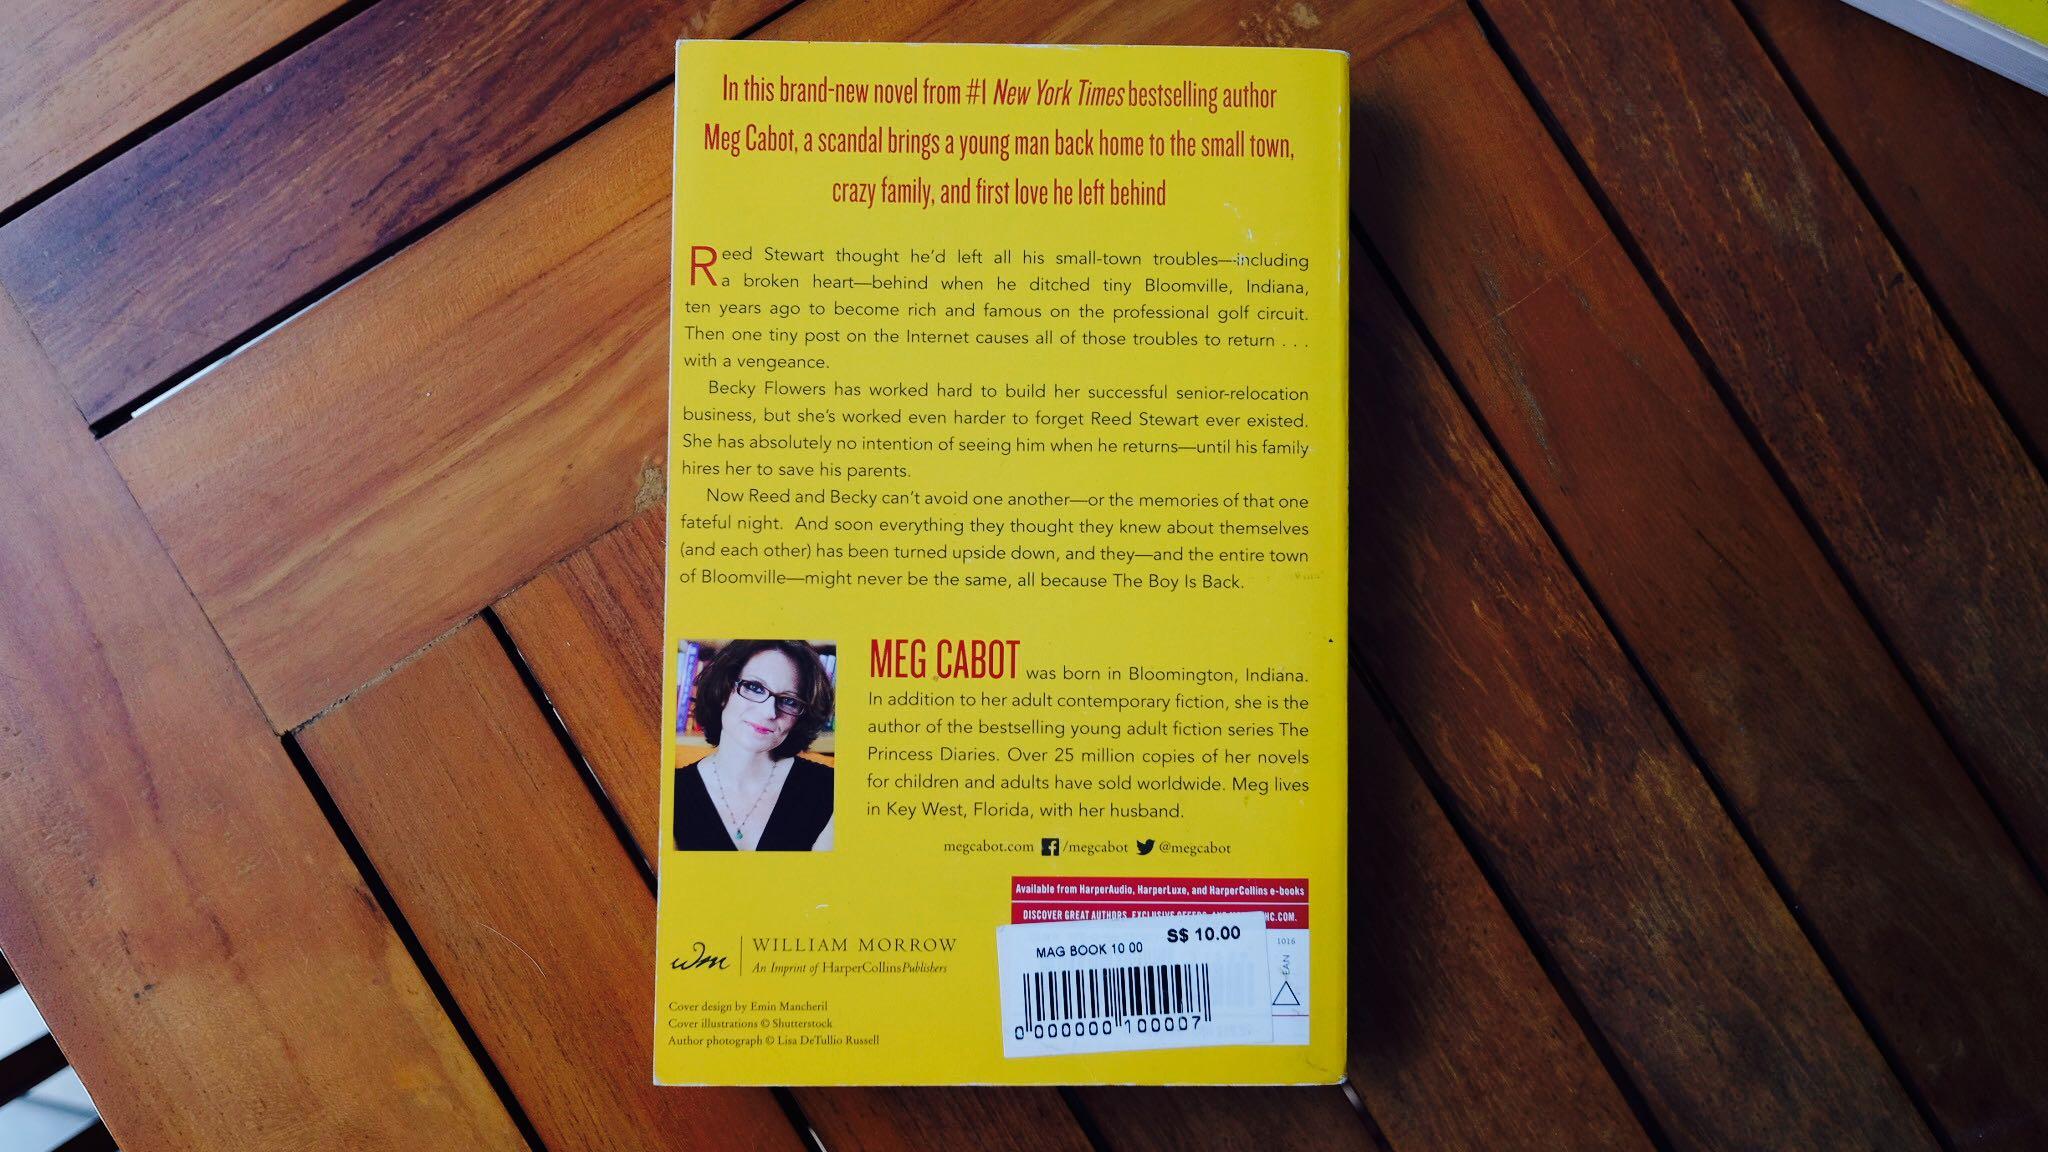 In this brand-new novel from #1 New York Times bestselling author
Meg Cabot, a scandal brings a young man back home to the small town,
crazy family, and first love he left behind
Reed Stewart thought he'd left all his small-town troubles—including
a broken heart—behind when he ditched tiny Bloomville, Indiana,
ten years ago to become rich and famous on the professional golf circuit.
Then one tiny post on the Internet causes all of those troubles to return . . .
with a vengeance.
Becky Flowers has worked hard to build her successful senior-relocation
business, but she's worked even harder to forget Reed Stewart ever existed.
She has absolutely no intention of seeing him when he returns—until his family
hires her to save his parents.
Now Reed and Becky can't avoid one another—or the memories of that one
fateful night. And soon everything they thought they knew about themselves
(and each other) has been turned upside down, and they—and the entire town
of Bloomville—might never be the same, all because The Boy Is Back.
MEG CABOT was born in Bloomington, Indiana.
In addition to her adult contemporary fiction, she is the
author of the bestselling young adult fiction series The
Princess Diaries. Over 25 million copies of her novels
for children and adults have sold worldwide. Meg lives
in Key West, Florida, with her husband.
megcabot.com f/megcabot @megcabot
Available from HarperAudio, HarperLuxe, and HarperCollins e-books
DISCOVER GREAT AUTHORS, EXCLUSIVE OFFERS, AND HC.COM.
wm WILLIAM MORROW
An Imprint of HarperCollinsPublishers
Cover design by Emin Mancheril
Cover illustrations © Shutterstock
Author photograph © Lisa DeTullio Russell
S$ 10.00
MAG BOOK 10 00
0 000000 100007
1016
EAN